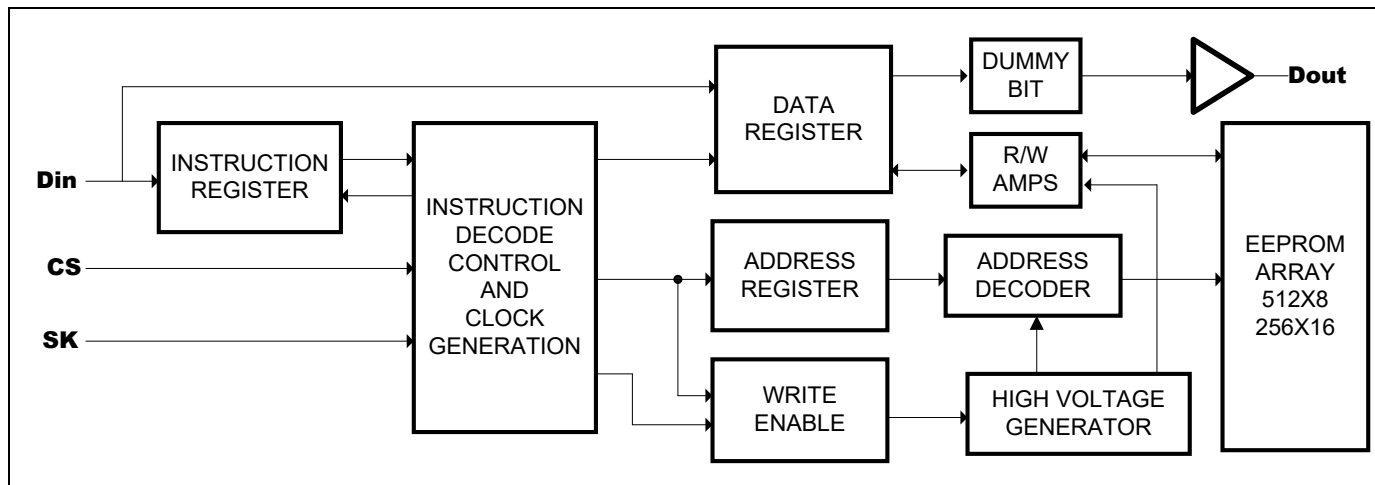 DUMMY
BIT
Dout
DATA
REGISTER
R/W
AMPS
Din
INSTRUCTION
REGISTER
INSTRUCTION
DECODE
CONTROL
AND
CLOCK
GENERATION
CS
SK
ADDRESS
REGISTER
ADDRESS
DECODER
EEPROM
ARRAY
512X8
256X16
WRITE
ENABLE
HIGH VOLTAGE
GENERATOR